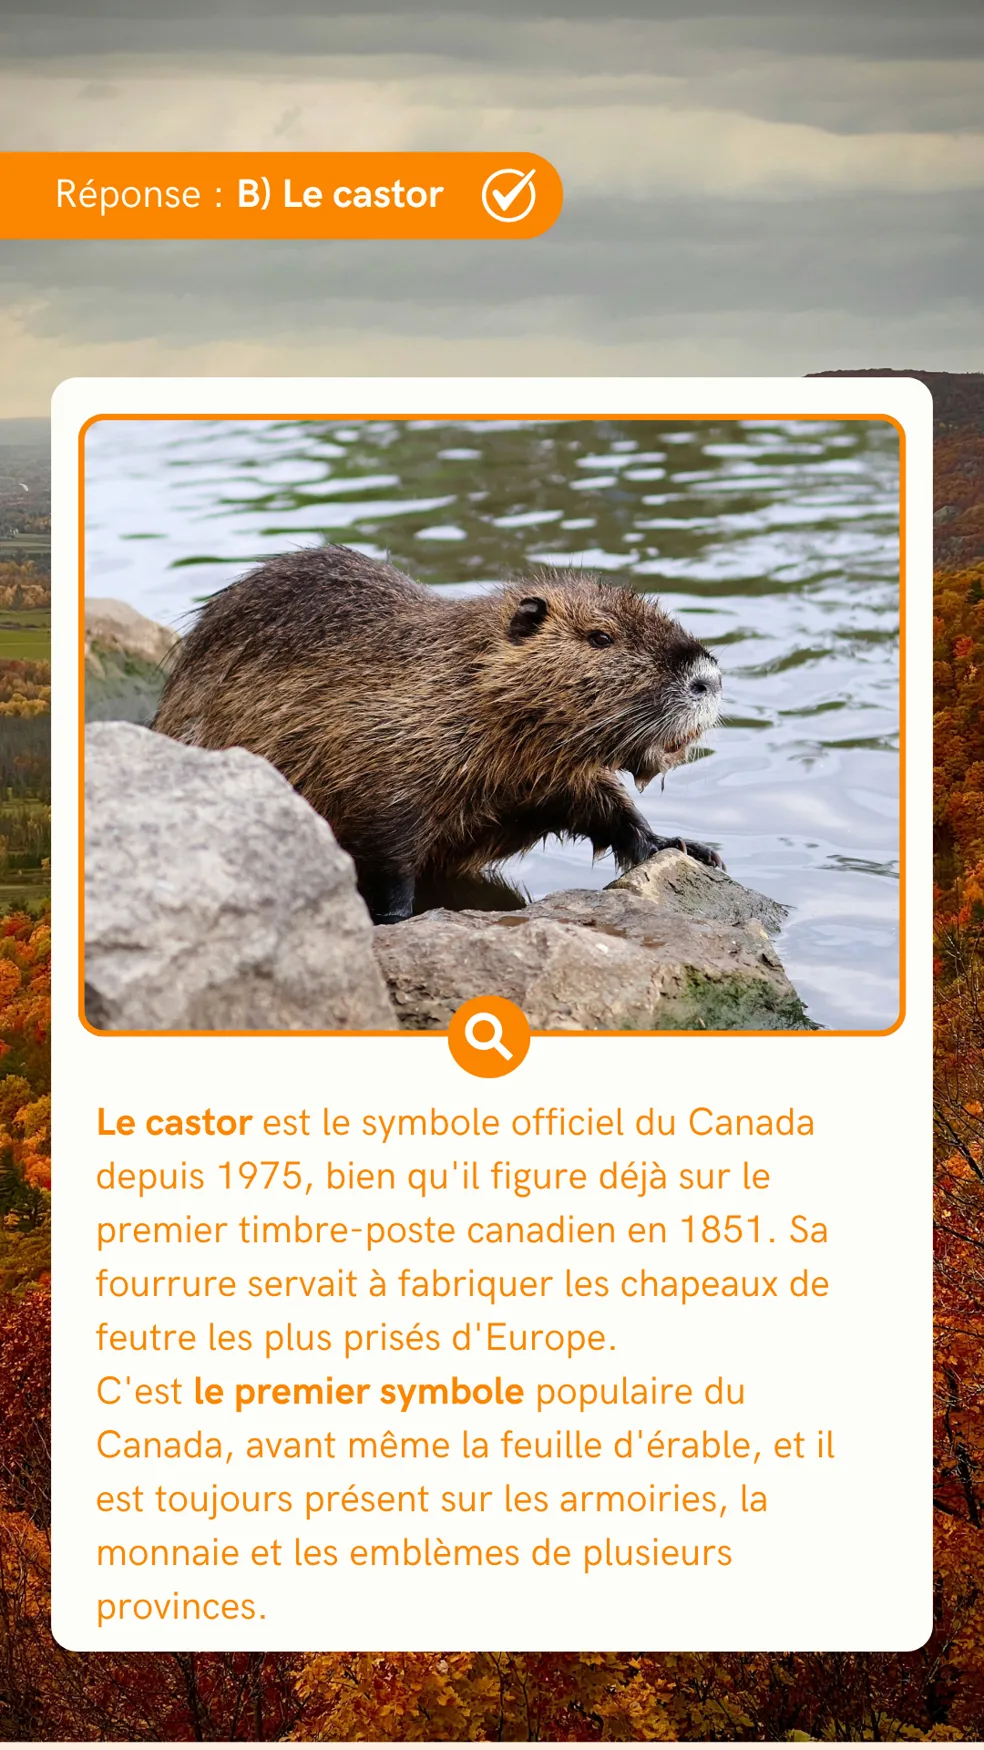 Réponse : B) Le castor
Le castor est le symbole officiel du Canada
depuis 1975, bien qu'il figure déjà sur le
premier timbre-poste canadien en 1851. Sa
fourrure servait à fabriquer les chapeaux de
feutre les plus prisés d'Europe.
C'est le premier symbole populaire du
Canada, avant même la feuille d'érable, et il
est toujours présent sur les armoiries, la
monnaie et les emblèmes de plusieurs
provinces.